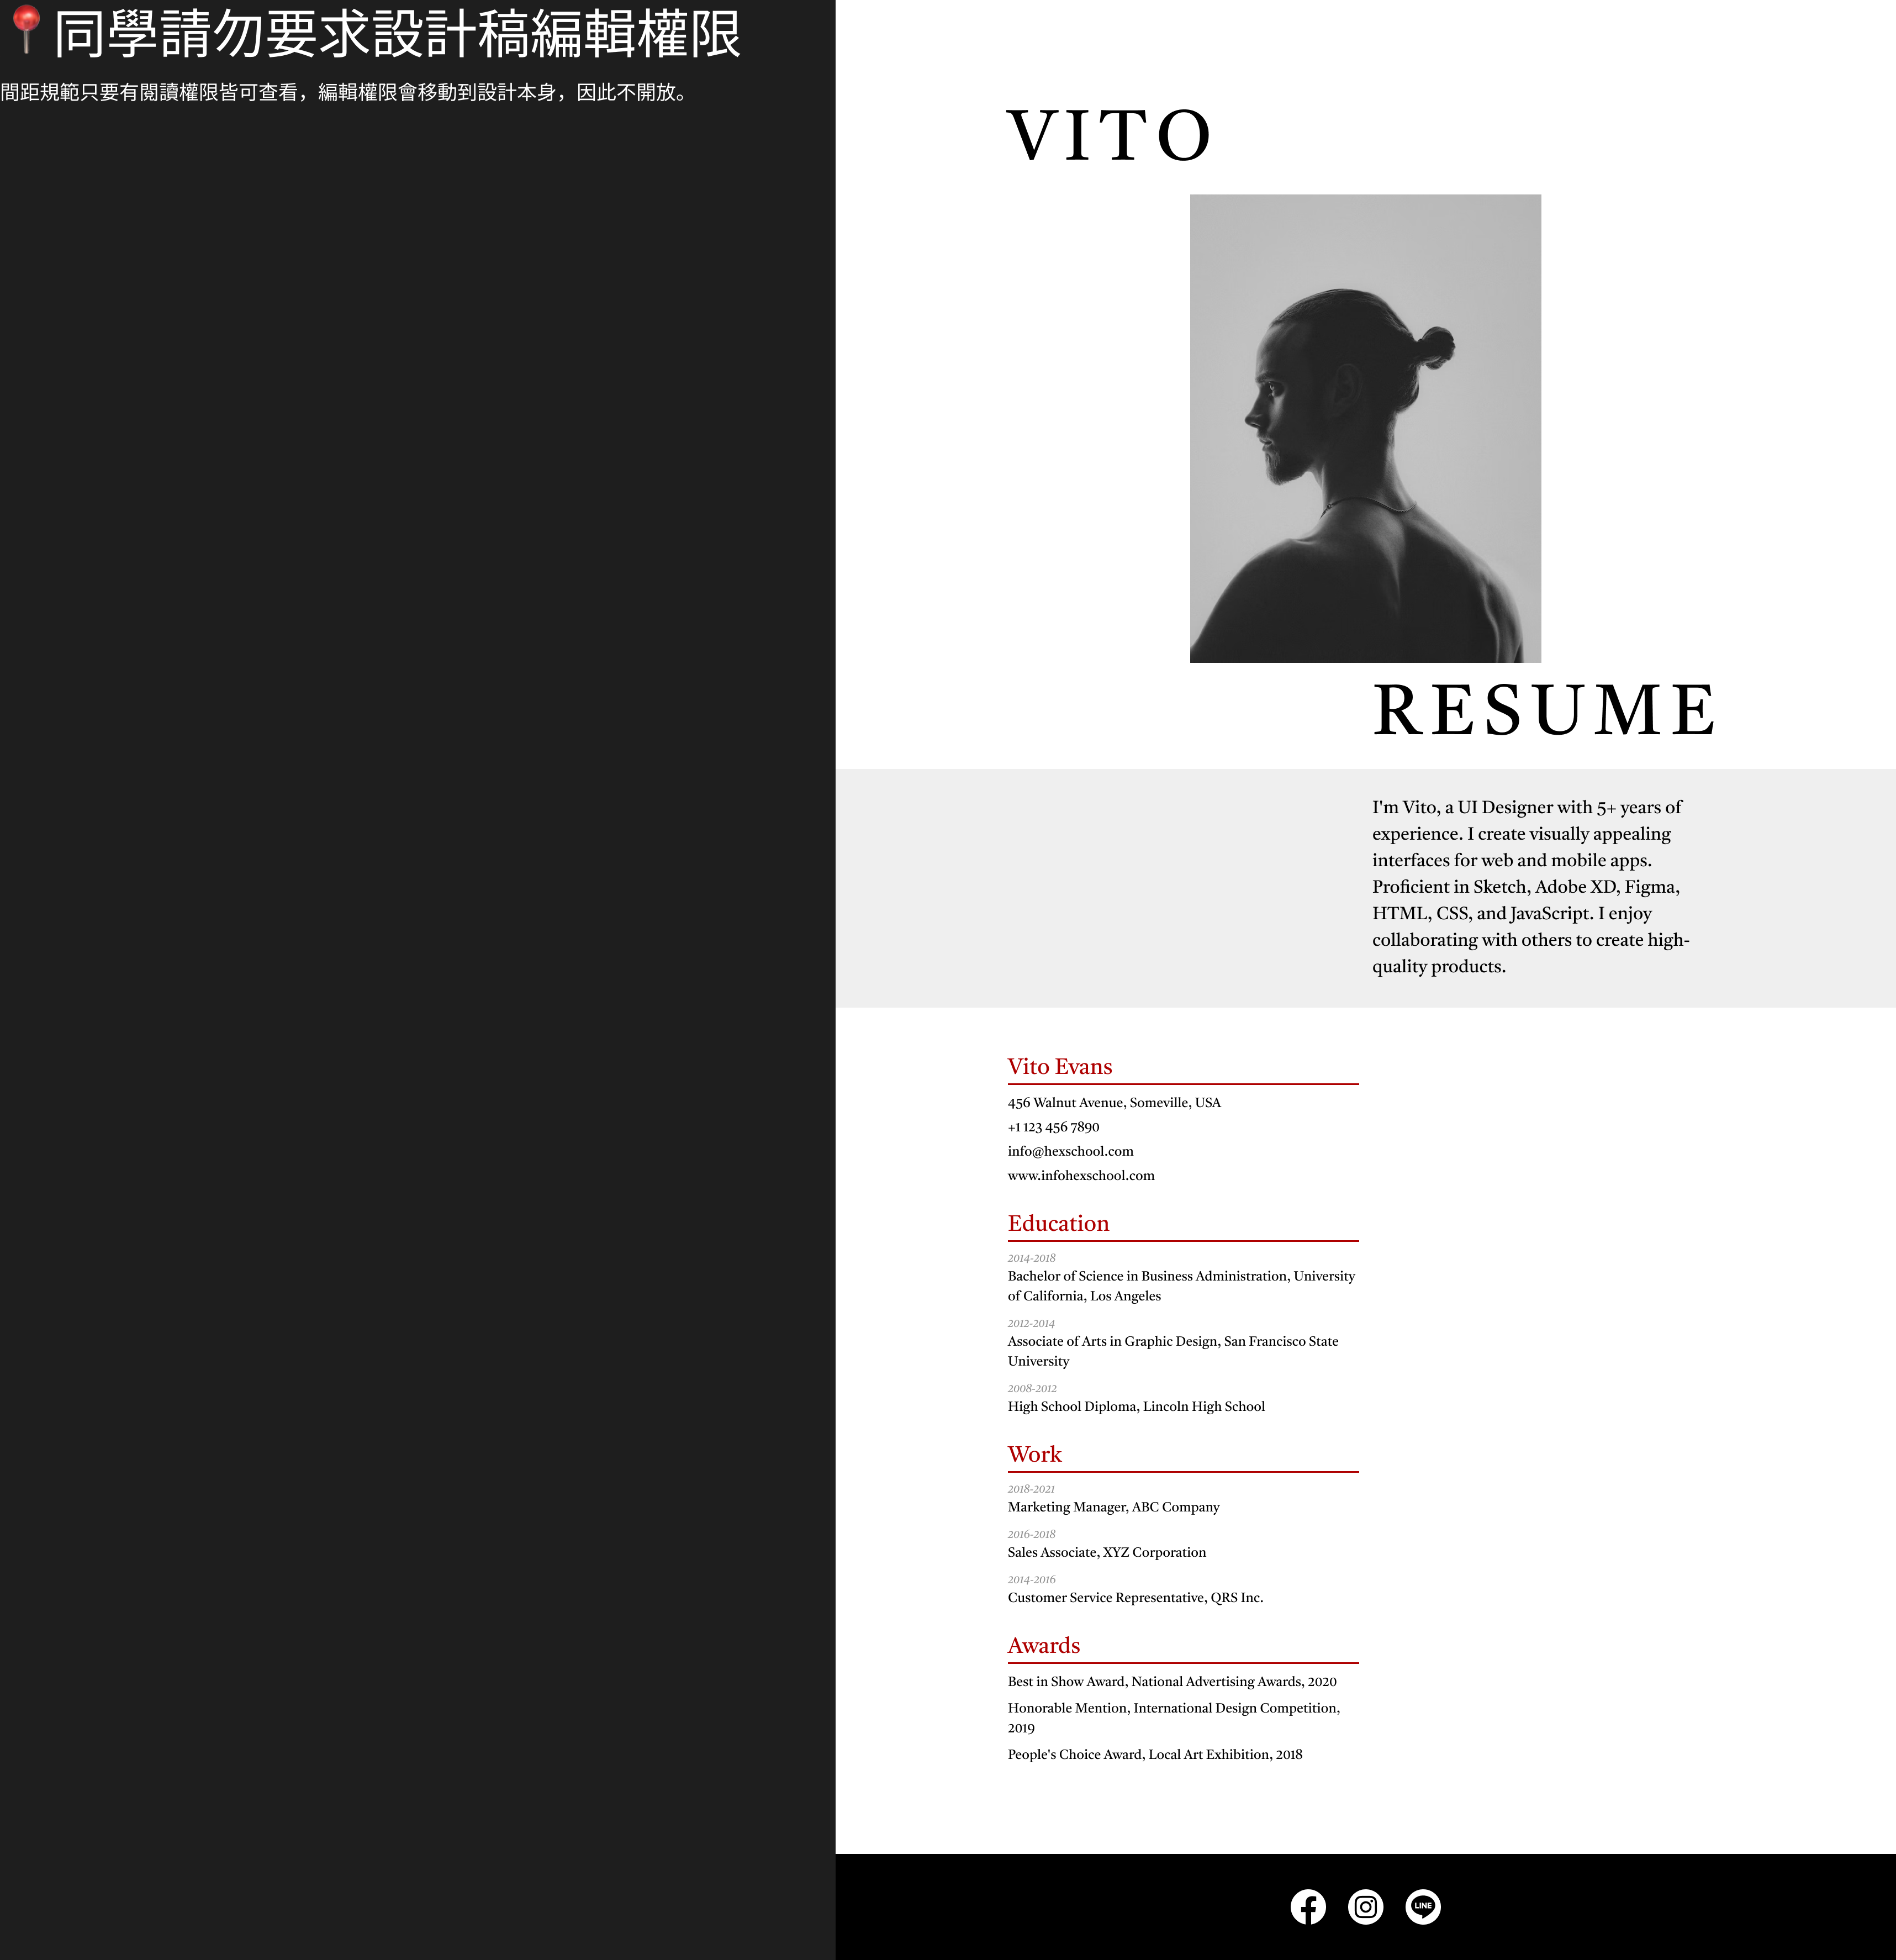 📍同學請勿要求設計稿編輯權限
間距規範只要有閱讀權限皆可查看，編輯權限會移動到設計本身，因此不開放。
VITO
RESUME
I'm Vito, a UI Designer with 5+ years of
experience. I create visually appealing
interfaces for web and mobile apps.
Proficient in Sketch, Adobe XD, Figma,
HTML, CSS, and JavaScript. I enjoy
collaborating with others to create high-
quality products.
Vito Evans
456 Walnut Avenue, Someville, USA
+1 123 456 7890
info@hexschool.com
www.infohexschool.com
Education
2014-2018
Bachelor of Science in Business Administration, University
of California, Los Angeles
2012-2014
Associate of Arts in Graphic Design, San Francisco State
University
2008-2012
High School Diploma, Lincoln High School
Work
2018-2021
Marketing Manager, ABC Company
2016-2018
Sales Associate, XYZ Corporation
2014-2016
Customer Service Representative, QRS Inc.
Awards
Best in Show Award, National Advertising Awards, 2020
Honorable Mention, International Design Competition,
2019
People's Choice Award, Local Art Exhibition, 2018
LINE